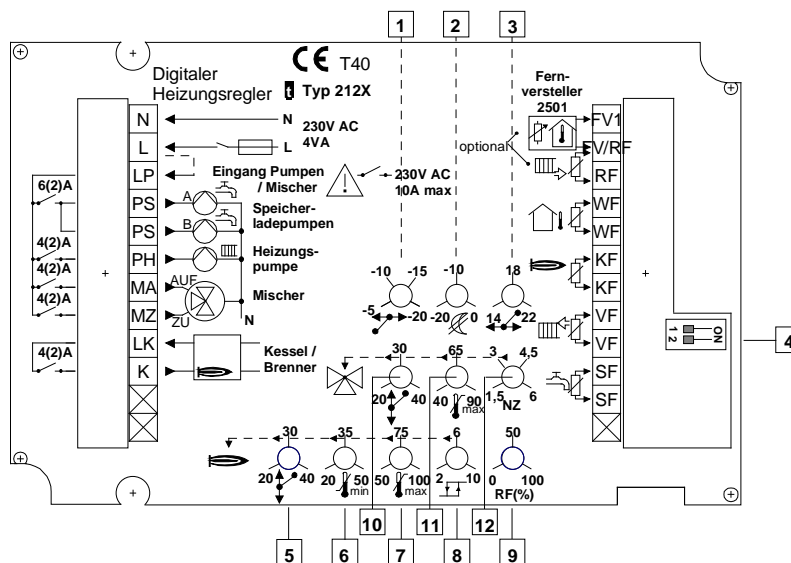 1 2 3
CE T40
Digitaler
Heizungsregler
t Typ 212X
Fern-
versteller
2501
N
N
230V AC
4VA
FV1
L
L
optional
FV/RF
LP
Eingang Pumpen
/ Mischer
230V AC
10A max
RF
6(2)A
PS
A
Speicher-
ladepumpen
WF
PS
B
WF
4(2)A
PH
Heizungs-
pumpe
KF
4(2)A
MA
AUF
Mischer
KF
4(2)A
MZ
ZU
N
VF
-10 -15
-5 -20
-10
-20 0
18
14 22
ON
1 2
4
4(2)A
LK
Kessel /
Brenner
VF
K
SF
SF
30
20 40
65
40 90
max
3 4,5
1,5 6
NZ
30
20 40
35
20 50
min
75
50 100
max
6
2 10
50
0 100
RF(%)
10 11 12
5 6 7 8 9